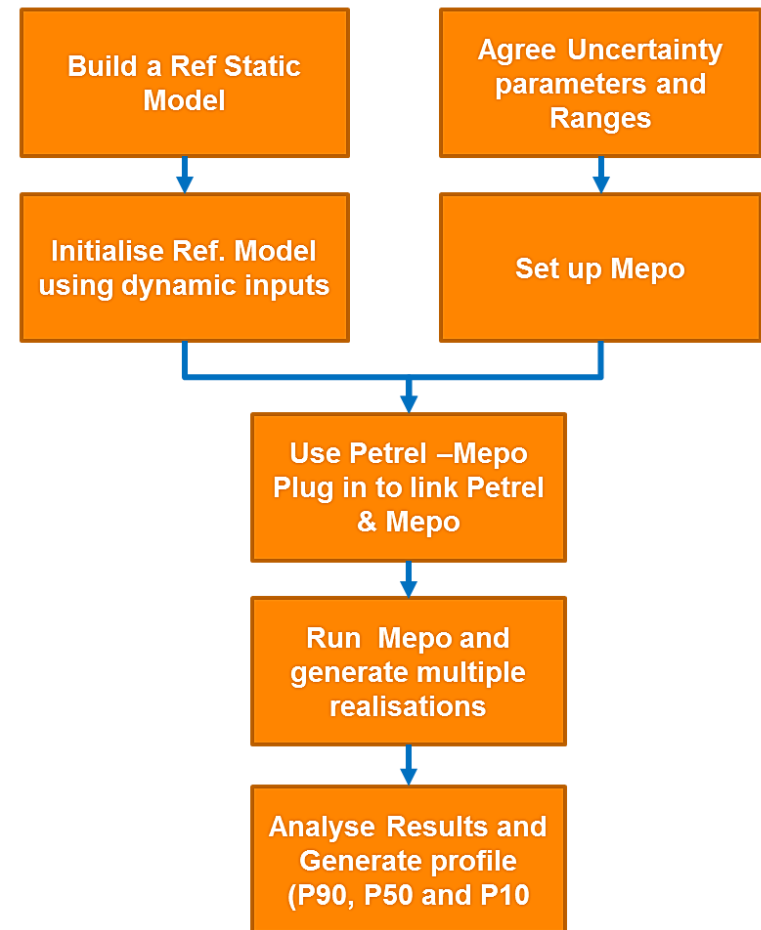 Build a Ref Static
Model
Agree Uncertainty
parameters and
Ranges
Initialise Ref. Model
using dynamic inputs
Set up Mepo
Use Petrel –Mepo
Plug in to link Petrel
& Mepo
Run  Mepo and
generate multiple
realisations
Analyse Results and
Generate profile
(P90, P50 and P10